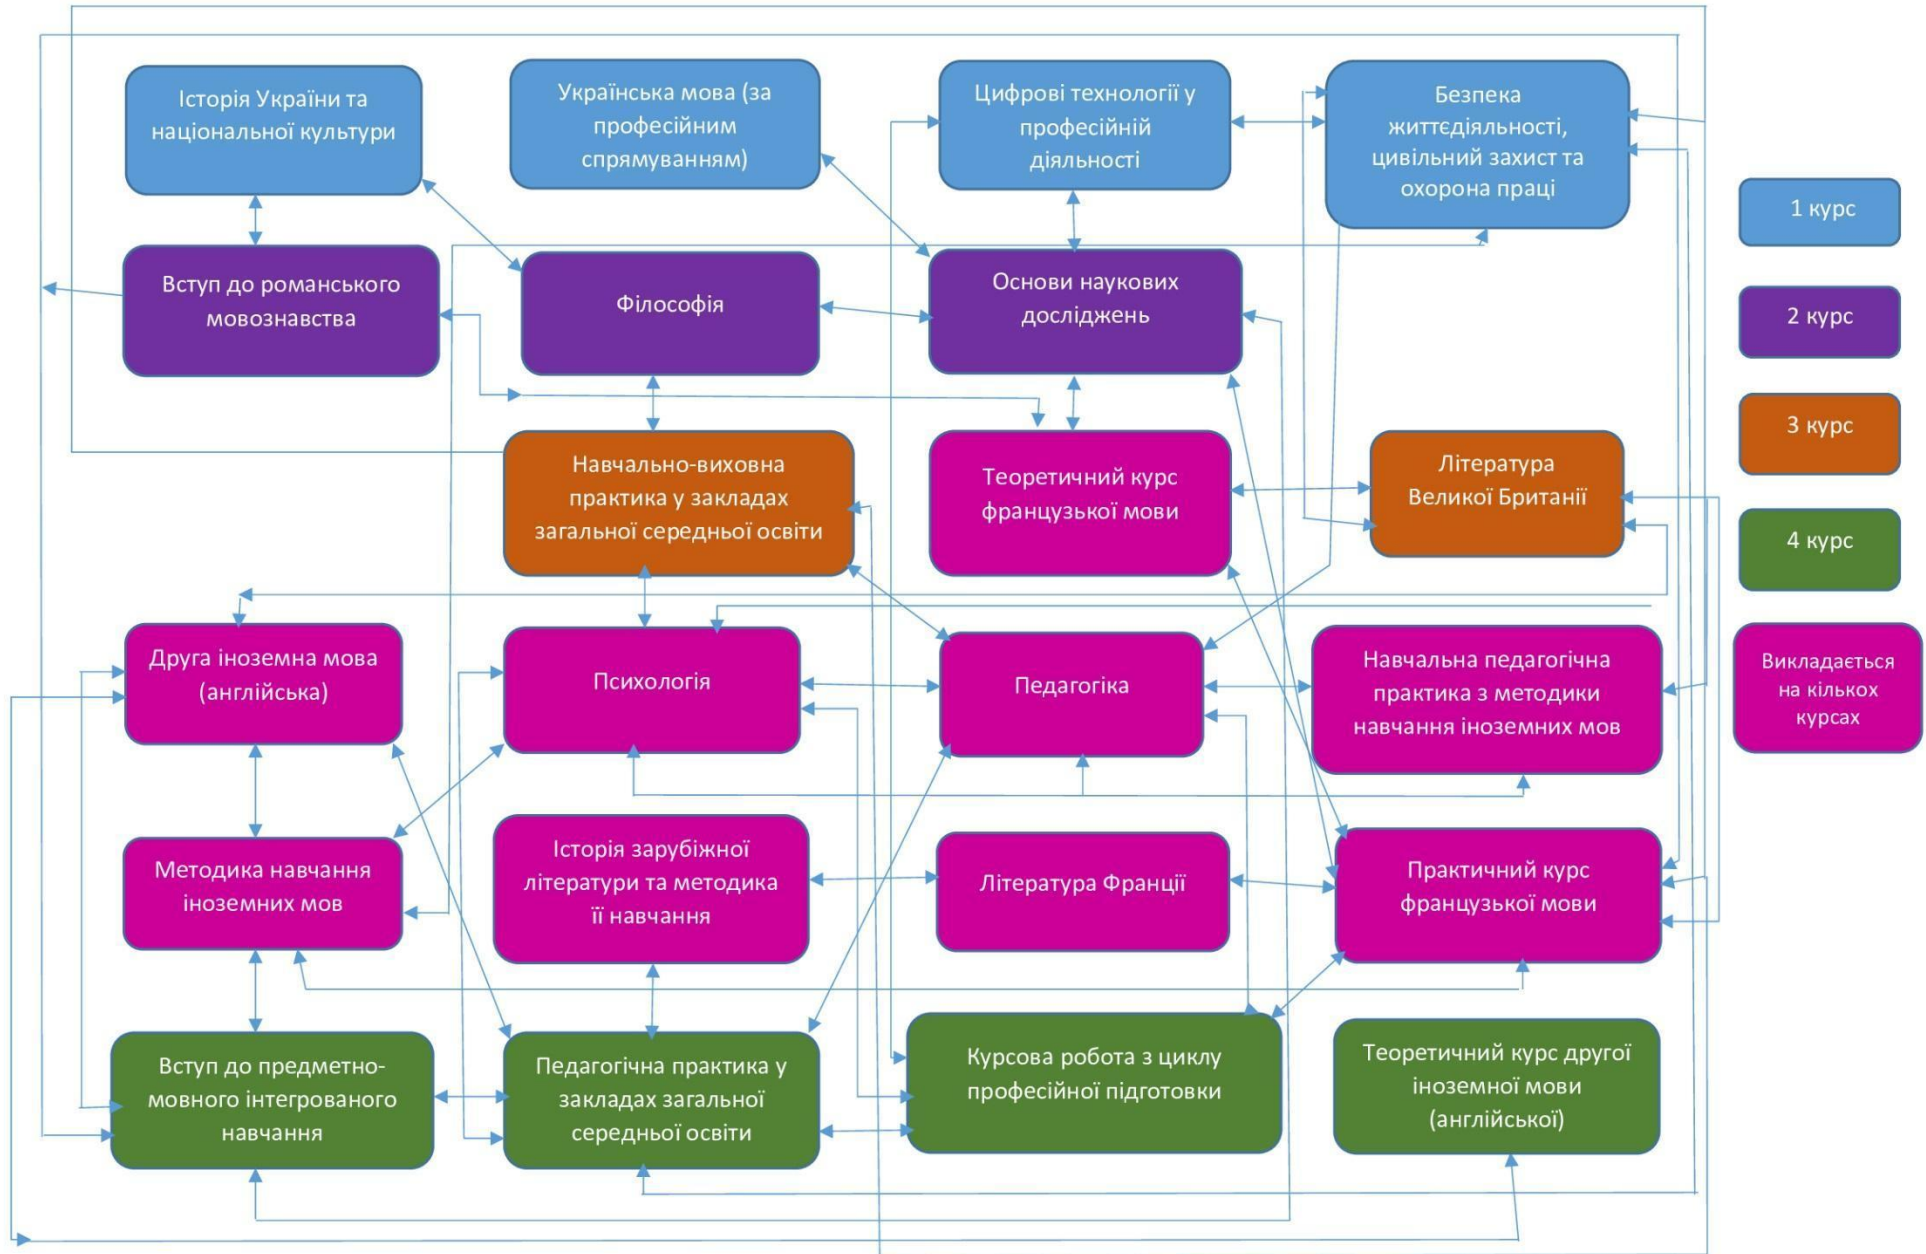 Історія України та
національної культури
Українська мова (за
професійним
спрямуванням)
Цифрові технології у
професійній
діяльності
Безпека
життєдіяльності,
цивільний захист та
охорона праці
1 курс
Вступ до романського
мовознавства
Філософія
Основи наукових
досліджень
2 курс
Навчально-виховна
практика у закладах
загальної середньої освіти
Теоретичний курс
французької мови
Література
Великої Британії
3 курс
4 курс
Друга іноземна мова
(англійська)
Психологія
Педагогіка
Навчальна педагогічна
практика з методики
навчання іноземних мов
Викладається
на кількох
курсах
Методика навчання
іноземних мов
Історія зарубіжної
літератури та методика
її навчання
Література Франції
Практичний курс
французької мови
Вступ до предметно-
мовного інтегрованого
навчання
Педагогічна практика у
закладах загальної
середньої освіти
Курсова робота з циклу
професійної підготовки
Теоретичний курс другої
іноземної мови
(англійської)